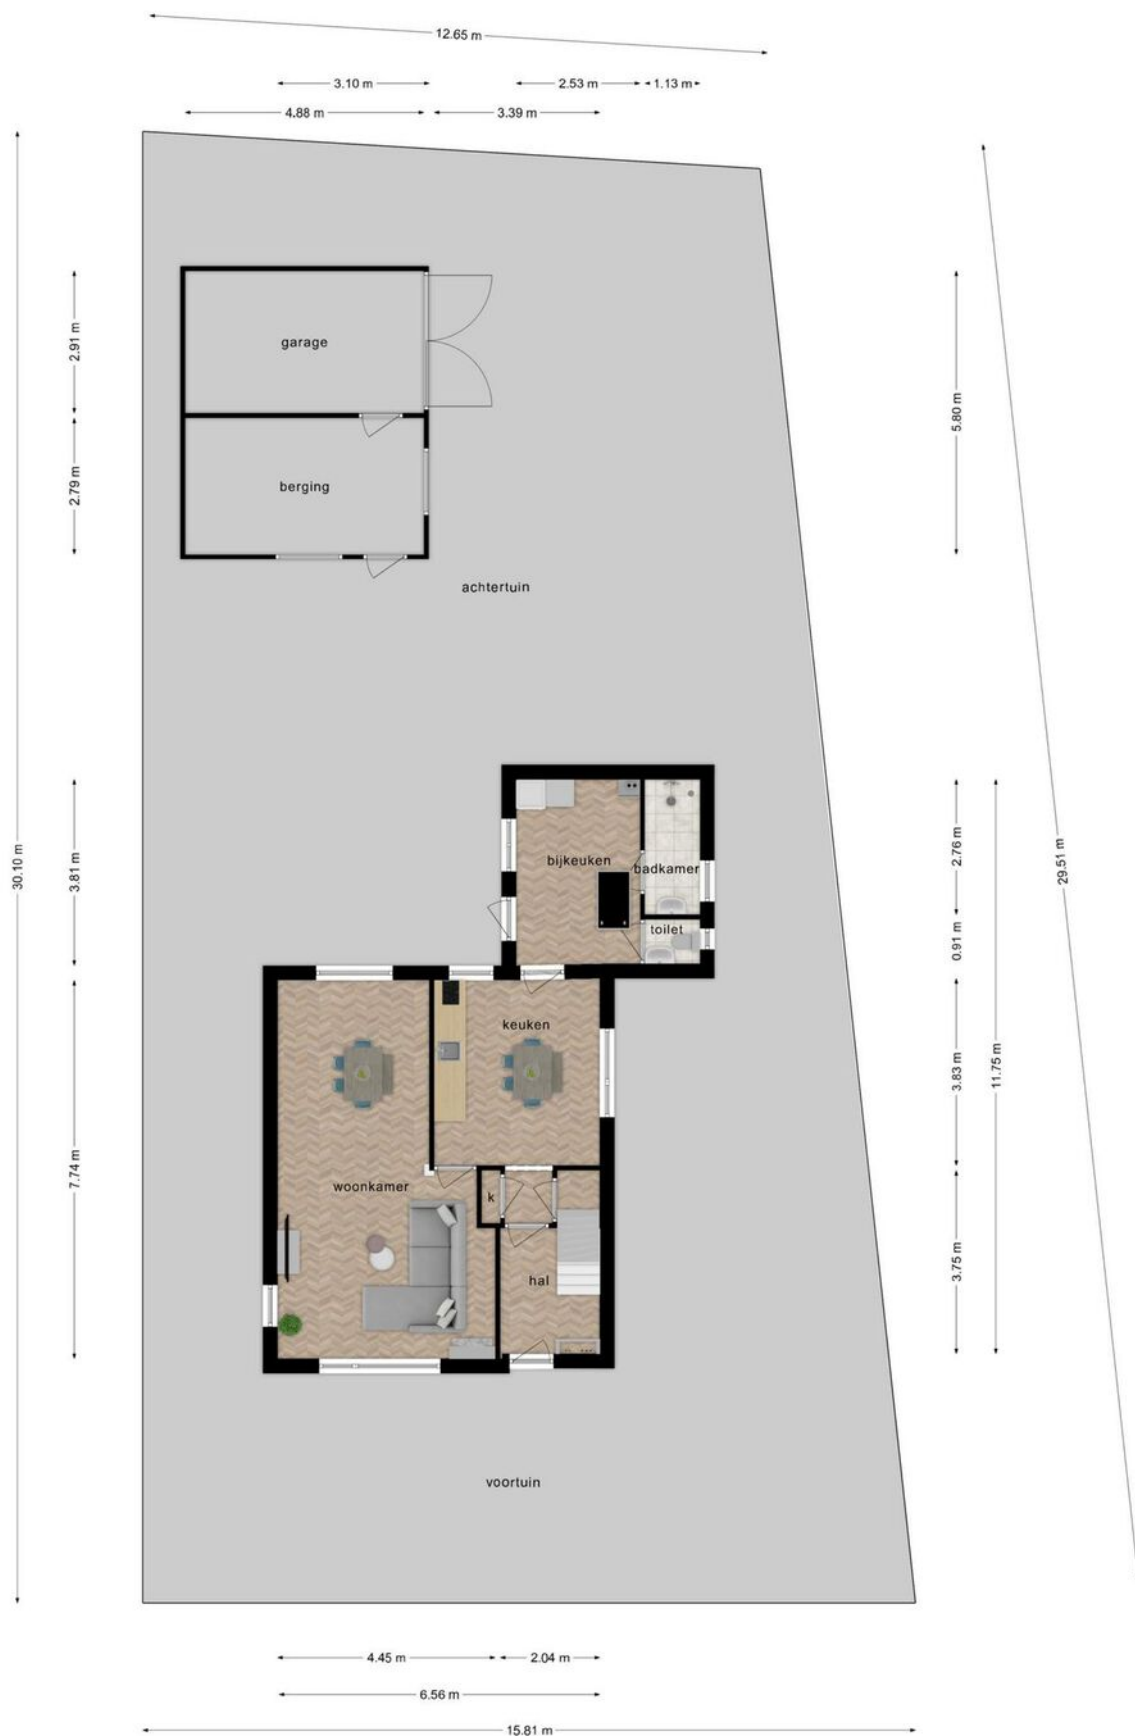 12.65 m
3.10 m
2.53 m
1.13 m
4.88 m
3.39 m
garage
2.91 m
5.80 m
berging
2.79 m
achtertuin
30.10 m
29.51 m
3.81 m
bijkeuken
badkamer
2.76 m
toilet
0.91 m
keuken
3.83 m
11.75 m
7.74 m
woonkamer
k
hal
3.75 m
voortuin
4.45 m
2.04 m
6.56 m
15.81 m